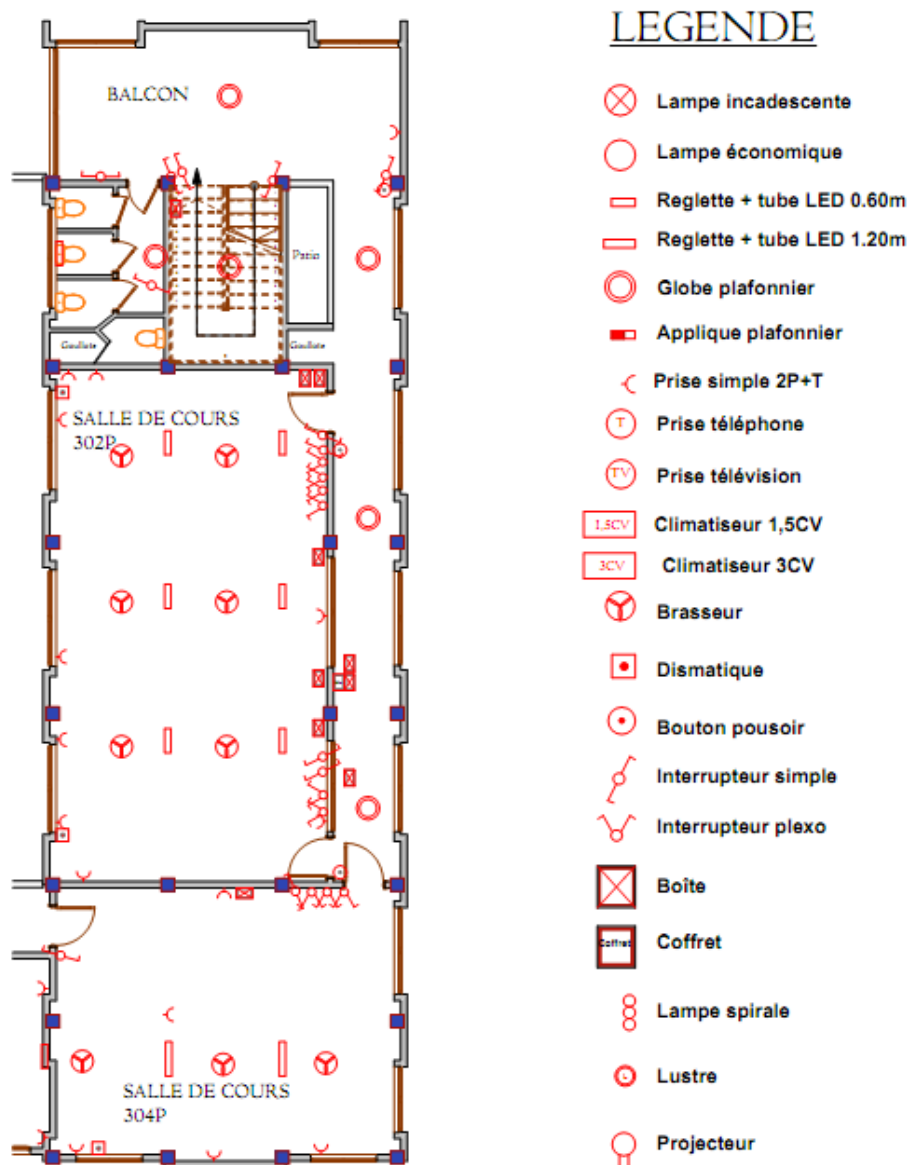 BALCON
Patio
Goullote
Goullote
SALLE DE COURS
302P
SALLE DE COURS
304P
LEGENDE
Lampe incadescente
Lampe économique
Reglette + tube LED 0.60m
Reglette + tube LED 1.20m
Globe plafonnier
Applique plafonnier
Prise simple 2P+T
T Prise téléphone
TV Prise télévision
1,5CV Climatiseur 1,5CV
3CV Climatiseur 3CV
Brasseur
Dismatique
Bouton pousoir
Interrupteur simple
Interrupteur plexo
Boîte
Coffret Coffret
Lampe spirale
L Lustre
Projecteur